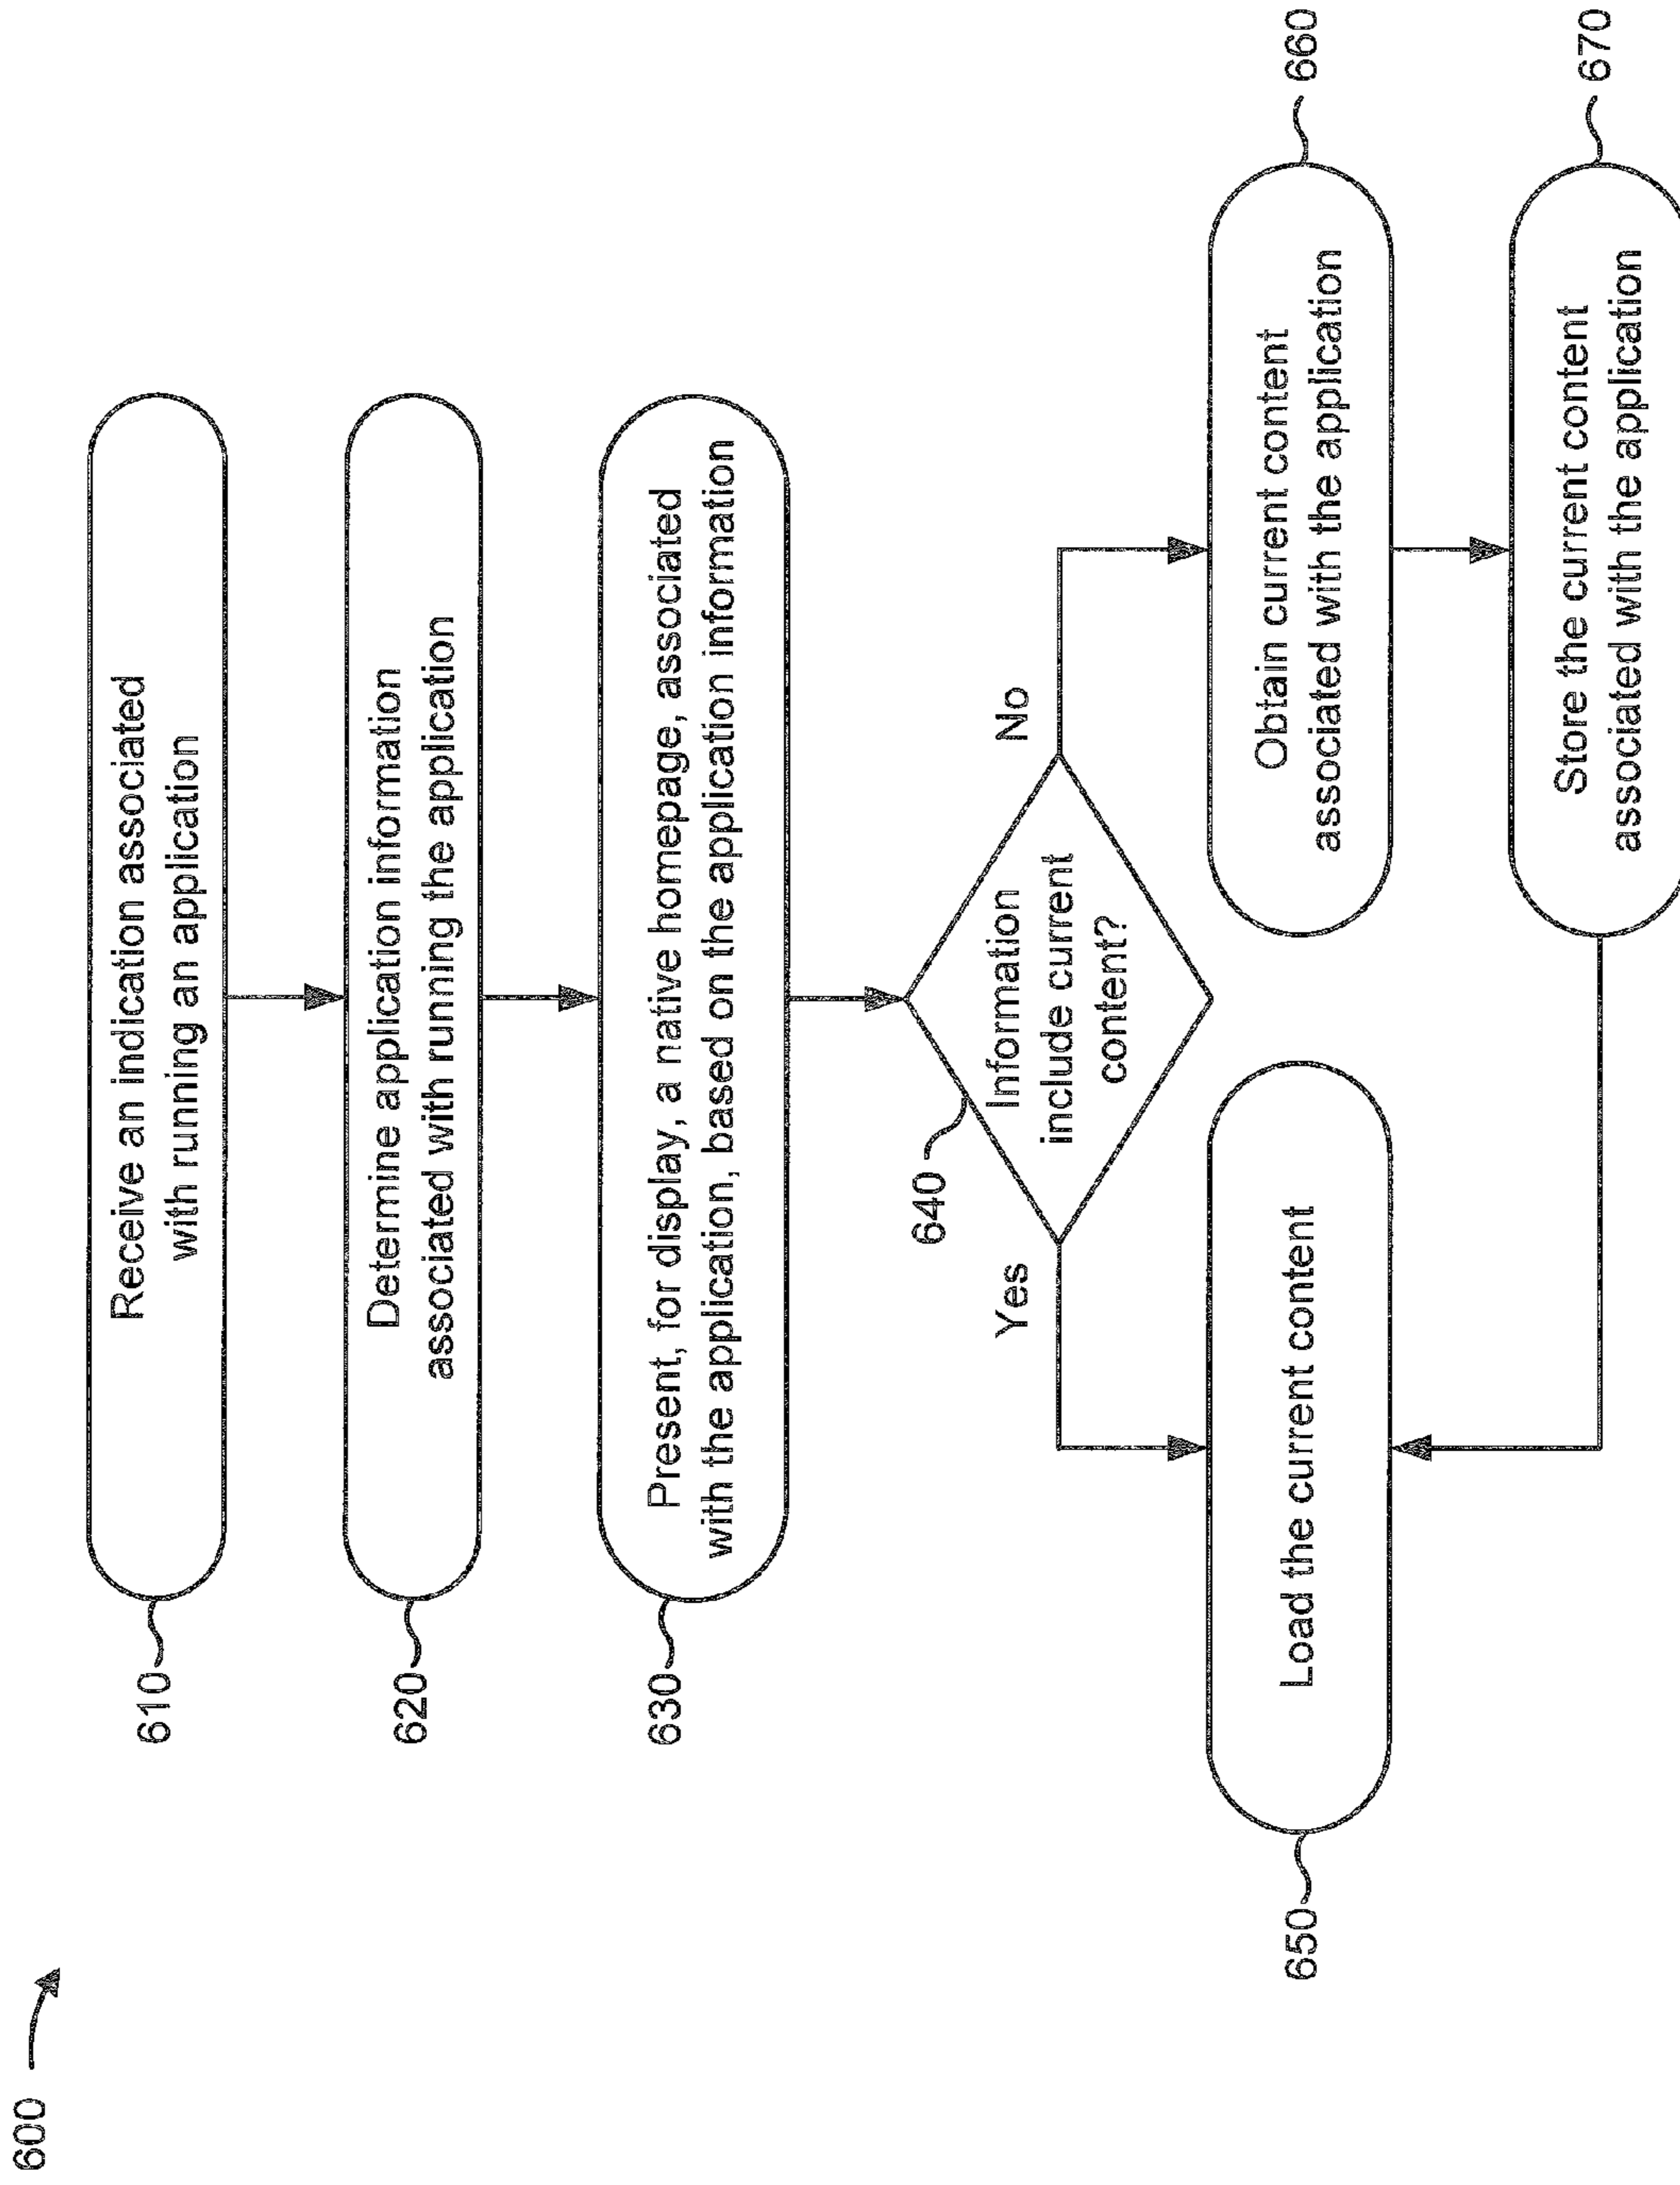 600
610
Receive an indication associated
with running an application
620
Determine application information
associated with running the application
630
Present, for display, a native homepage, associated
with the application, based on the application information
640
Information
include current
content?
Yes
No
650
Load the current content
660
Obtain current content
associated with the application
670
Store the current content
associated with the application